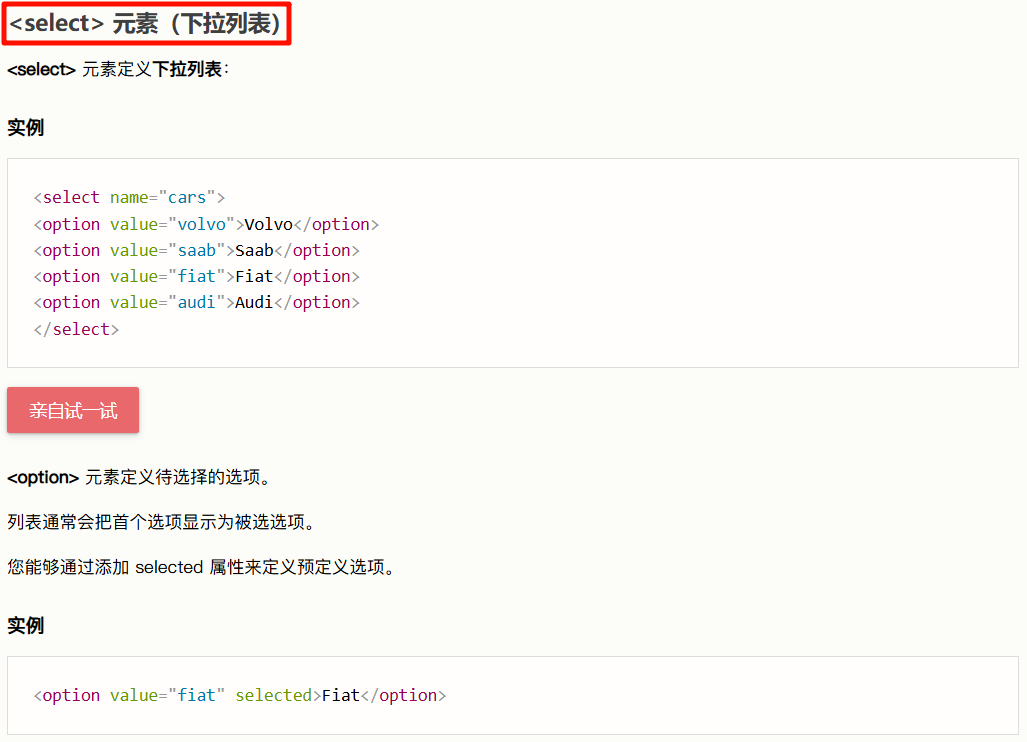 <select> 元素（下拉列表）
<select> 元素定义下拉列表：
实例
<select name="cars">
<option value="volvo">Volvo</option>
<option value="saab">Saab</option>
<option value="fiat">Fiat</option>
<option value="audi">Audi</option>
</select>
亲自试一试
<option> 元素定义待选择的选项。
列表通常会把首个选项显示为被选选项。
您能够通过添加 selected 属性来定义预定义选项。
实例
<option value="fiat" selected>Fiat</option>